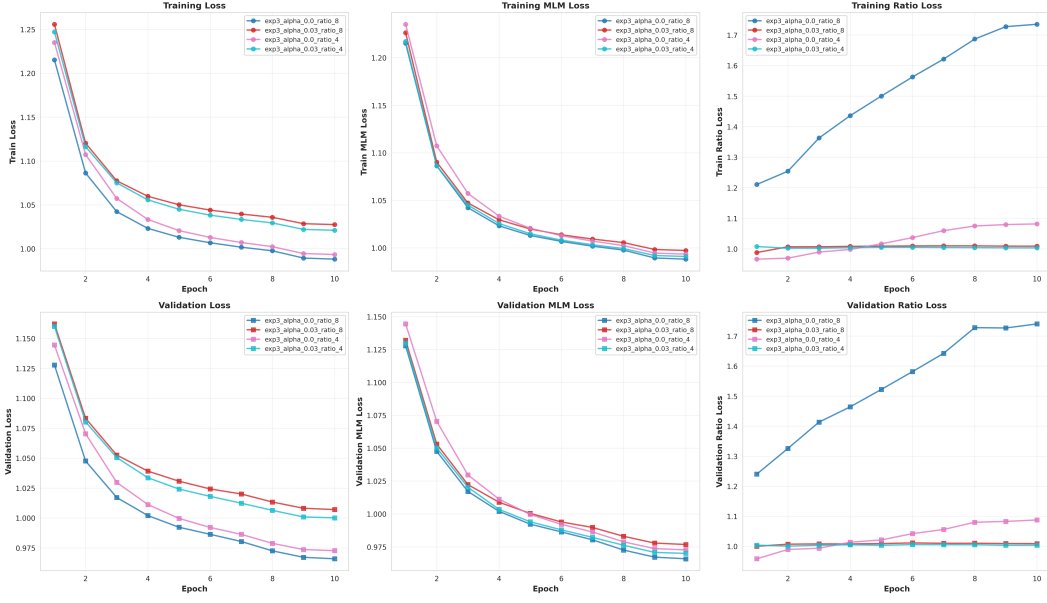 Training Loss
Train Loss
1.25
1.20
1.15
1.10
1.05
1.00
exp3_alpha_0.0_ratio_8
exp3_alpha_0.03_ratio_8
exp3_alpha_0.0_ratio_4
exp3_alpha_0.03_ratio_4
2
4
6
8
10
Epoch
Training MLM Loss
Train MLM Loss
1.20
1.15
1.10
1.05
1.00
exp3_alpha_0.0_ratio_8
exp3_alpha_0.03_ratio_8
exp3_alpha_0.0_ratio_4
exp3_alpha_0.03_ratio_4
2
4
6
8
10
Epoch
Training Ratio Loss
Train Ratio Loss
1.7
1.6
1.5
1.4
1.3
1.2
1.1
1.0
exp3_alpha_0.0_ratio_8
exp3_alpha_0.03_ratio_8
exp3_alpha_0.0_ratio_4
exp3_alpha_0.03_ratio_4
2
4
6
8
10
Epoch
Validation Loss
Validation Loss
1.150
1.125
1.100
1.075
1.050
1.025
1.000
0.975
exp3_alpha_0.0_ratio_8
exp3_alpha_0.03_ratio_8
exp3_alpha_0.0_ratio_4
exp3_alpha_0.03_ratio_4
2
4
6
8
10
Epoch
Validation MLM Loss
Validation MLM Loss
1.150
1.125
1.100
1.075
1.050
1.025
1.000
0.975
exp3_alpha_0.0_ratio_8
exp3_alpha_0.03_ratio_8
exp3_alpha_0.0_ratio_4
exp3_alpha_0.03_ratio_4
2
4
6
8
10
Epoch
Validation Ratio Loss
Validation Ratio Loss
1.7
1.6
1.5
1.4
1.3
1.2
1.1
1.0
exp3_alpha_0.0_ratio_8
exp3_alpha_0.03_ratio_8
exp3_alpha_0.0_ratio_4
exp3_alpha_0.03_ratio_4
2
4
6
8
10
Epoch